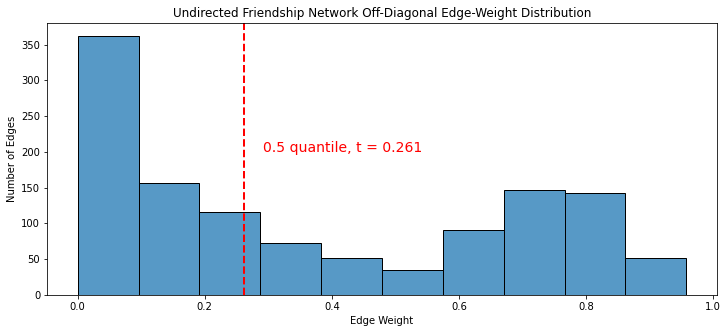 Undirected Friendship Network Off-Diagonal Edge-Weight Distribution
Number of Edges
350
300
250
200
150
100
50
0
0.5 quantile, t = 0.261
0.0 0.2 0.4 0.6 0.8 1.0
Edge Weight